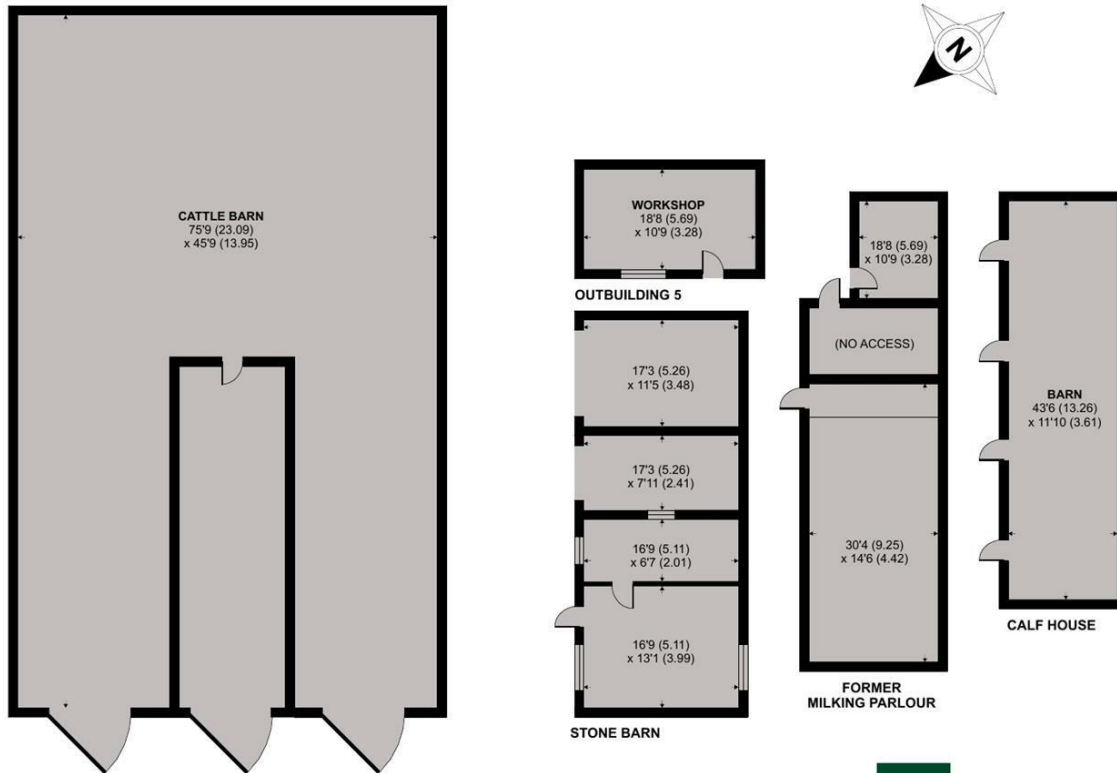 N
CATTLE BARN
75'9 (23.09)
x 45'9 (13.95)
WORKSHOP
18'8 (5.69)
x 10'9 (3.28)
OUTBUILDING 5
17'3 (5.26)
x 11'5 (3.48)
17'3 (5.26)
x 7'11 (2.41)
16'9 (5.11)
x 6'7 (2.01)
16'9 (5.11)
x 13'1 (3.99)
STONE BARN
18'8 (5.69)
x 10'9 (3.28)
(NO ACCESS)
30'4 (9.25)
x 14'6 (4.42)
FORMER
MILKING PARLOUR
BARN
43'6 (13.26)
x 11'10 (3.61)
CALF HOUSE